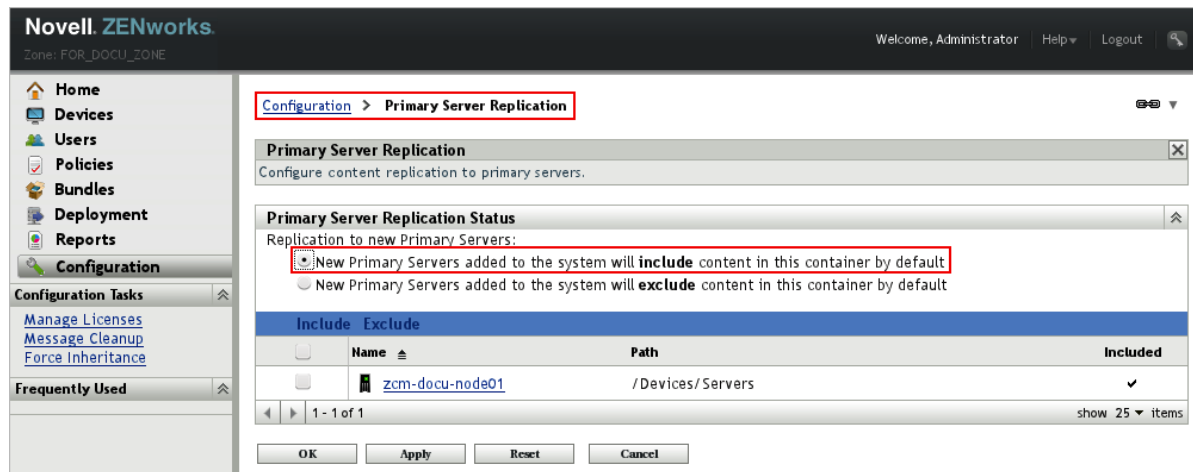 Novell. ZENworks.
Zone: FOR_DOCU_ZONE
Welcome, Administrator Help Logout
Home
Devices
Users
Policies
Bundles
Deployment
Reports
Configuration
Configuration Tasks
Manage Licenses
Message Cleanup
Force Inheritance
Frequently Used
Configuration > Primary Server Replication
Primary Server Replication
Configure content replication to primary servers.
Primary Server Replication Status
Replication to new Primary Servers:
New Primary Servers added to the system will include content in this container by default
New Primary Servers added to the system will exclude content in this container by default
Include Exclude
Name Path Included
zcm-docu-node01 /Devices/Servers
1 - 1 of 1 show 25 items
OK Apply Reset Cancel